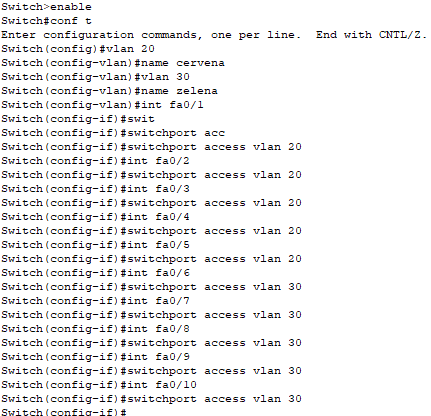 Switch>enable
Switch#conf t
Enter configuration commands, one per line.  End with CNTL/Z.
Switch(config)#vlan 20
Switch(config-vlan)#name cervena
Switch(config-vlan)#vlan 30
Switch(config-vlan)#name zelena
Switch(config-vlan)#int fa0/1
Switch(config-if)#swit
Switch(config-if)#switchport acc
Switch(config-if)#switchport access vlan 20
Switch(config-if)#int fa0/2
Switch(config-if)#switchport access vlan 20
Switch(config-if)#int fa0/3
Switch(config-if)#switchport access vlan 20
Switch(config-if)#int fa0/4
Switch(config-if)#switchport access vlan 20
Switch(config-if)#int fa0/5
Switch(config-if)#switchport access vlan 20
Switch(config-if)#int fa0/6
Switch(config-if)#switchport access vlan 30
Switch(config-if)#int fa0/7
Switch(config-if)#switchport access vlan 30
Switch(config-if)#int fa0/8
Switch(config-if)#switchport access vlan 30
Switch(config-if)#int fa0/9
Switch(config-if)#switchport access vlan 30
Switch(config-if)#int fa0/10
Switch(config-if)#switchport access vlan 30
Switch(config-if)#